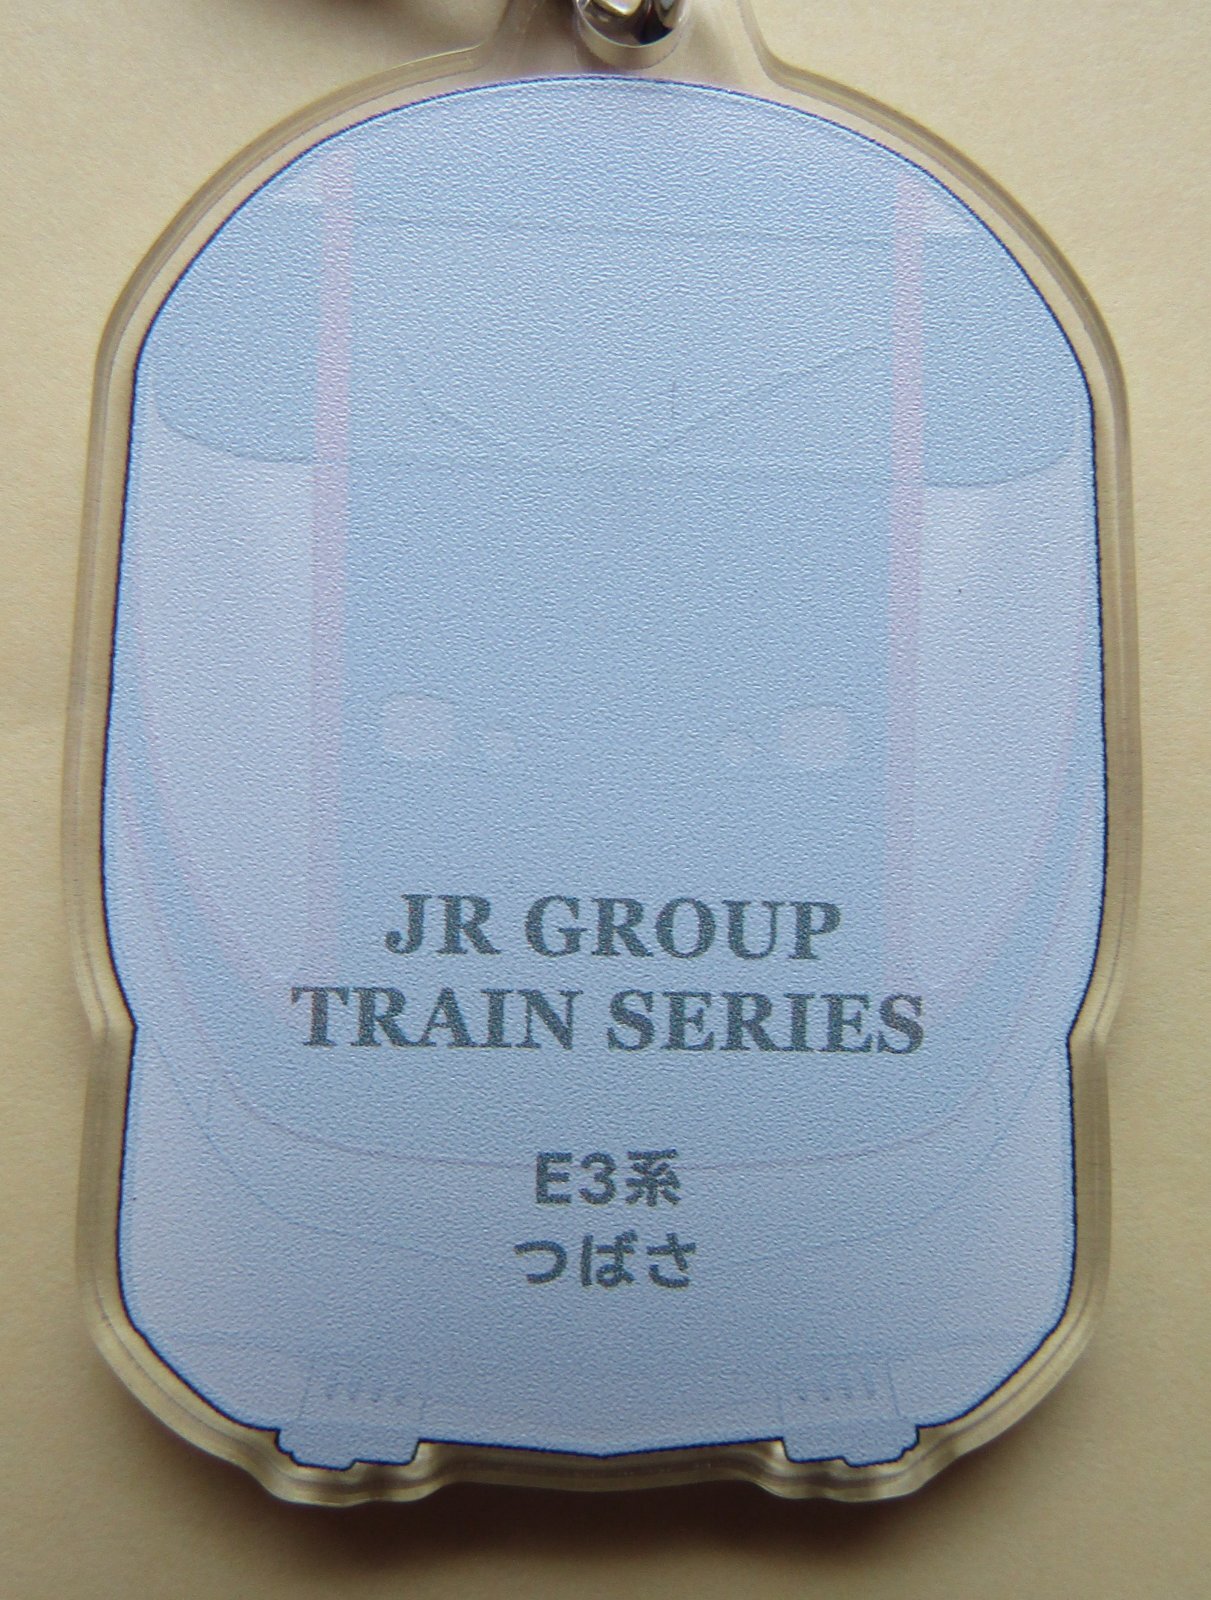 JR GROUP
TRAIN SERIES
E3系
つばさ